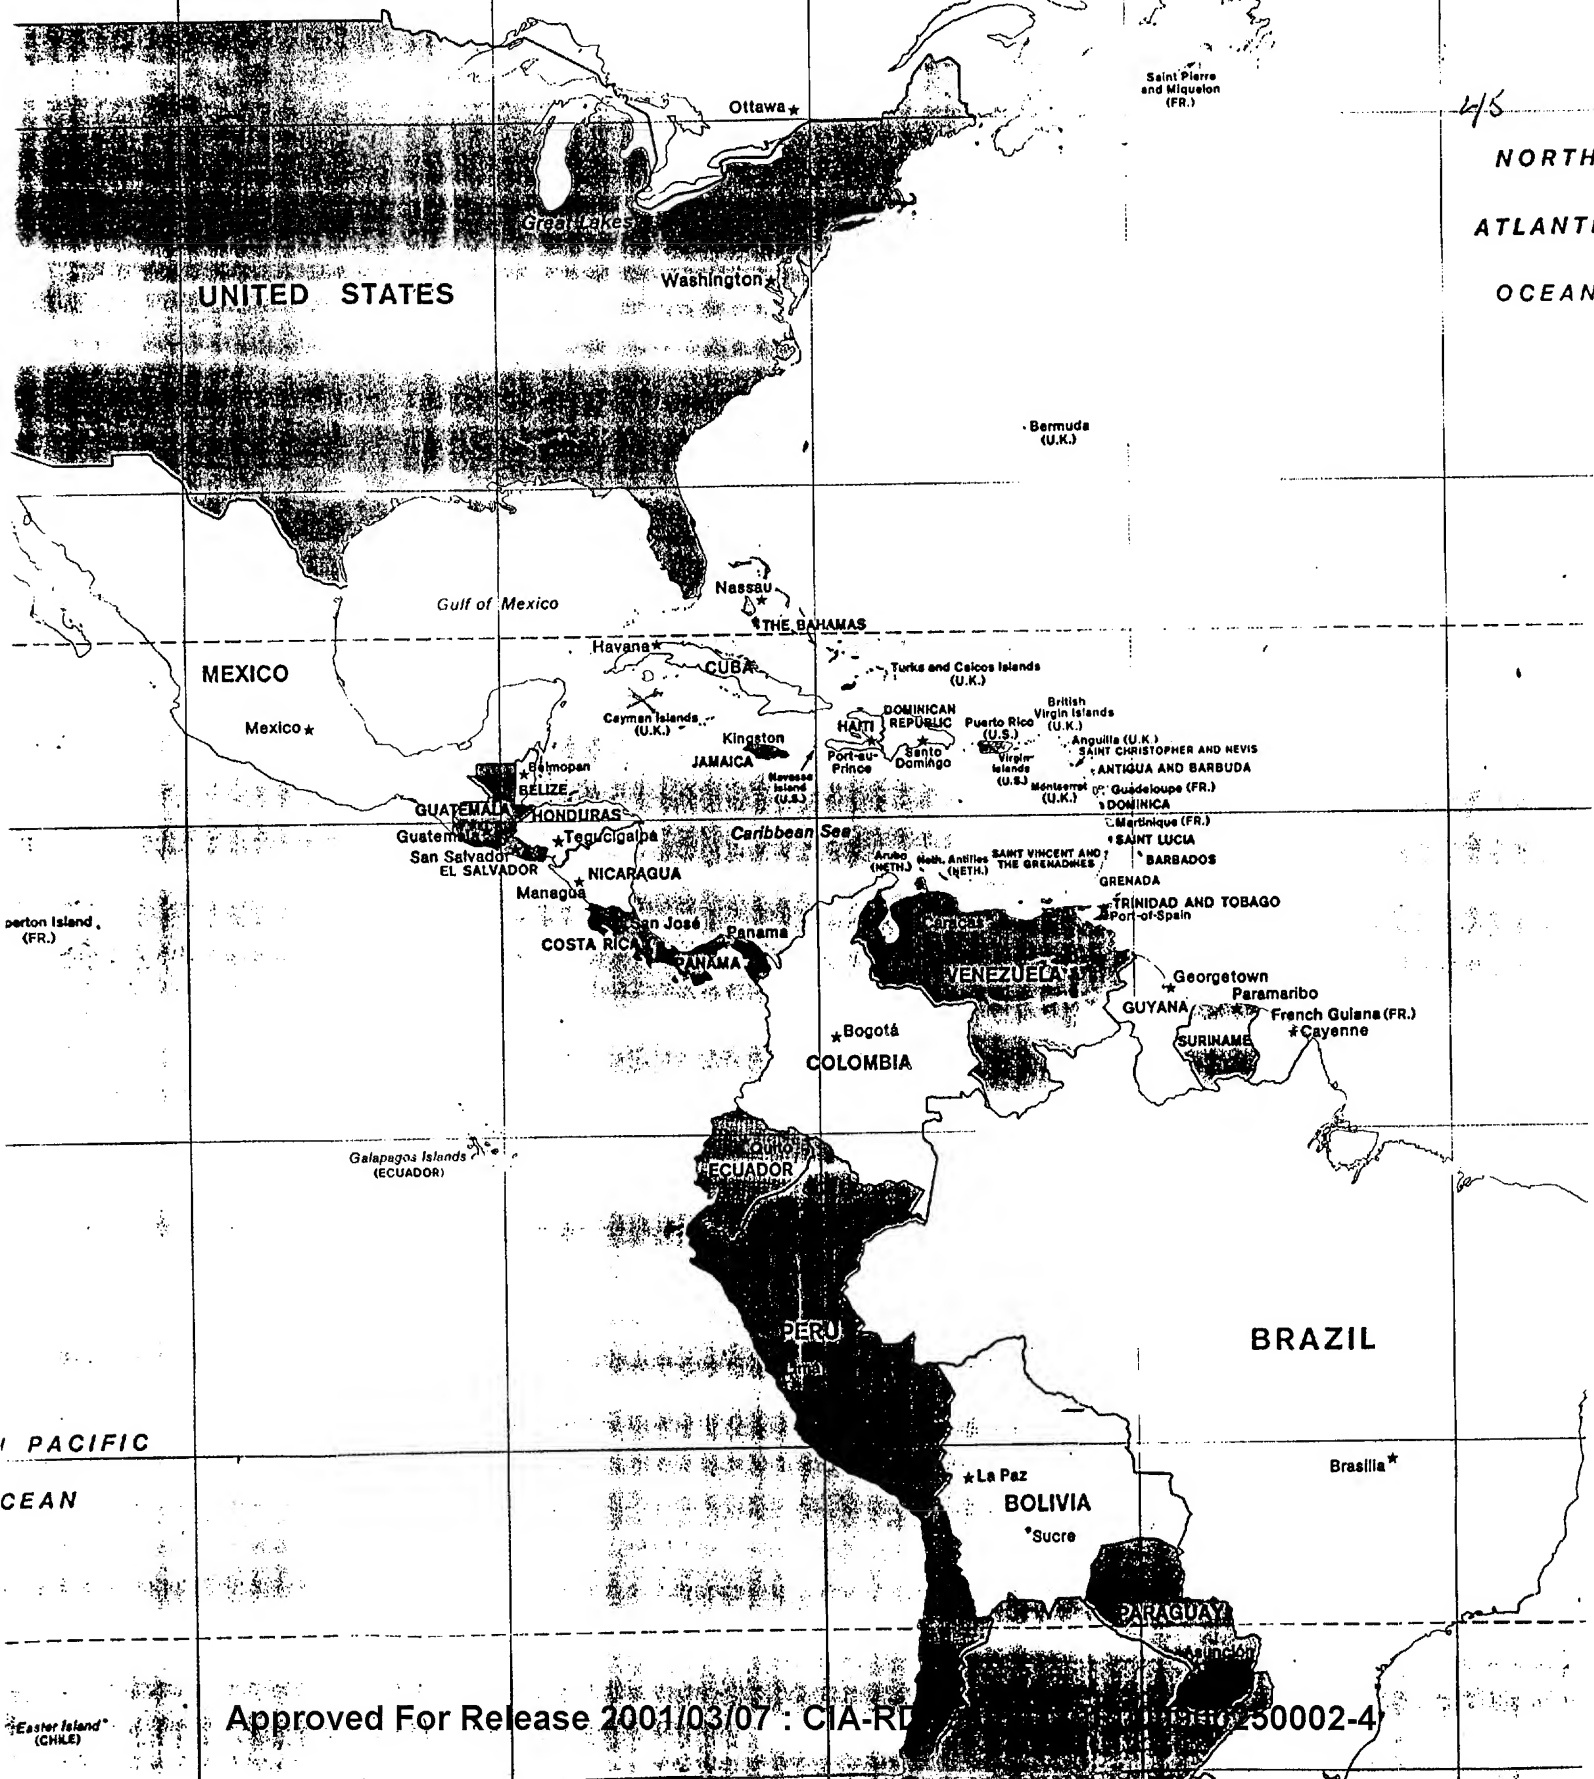 Saint Pierre
and Miquelon
(FR.)
Ottawa
45
NORTH
ATLANTI
OCEAN
Great Lakes
Washington
UNITED STATES
Bermuda
(U.K.)
Nassau
Gulf of Mexico
THE BAHAMAS
Havana
CUBA
MEXICO
Turks and Caicos Islands
(U.K.)
Mexico
Cayman Islands
(U.K.)
HAITI
DOMINICAN
REPUBLIC
Puerto Rico
(U.S.)
British
Virgin Islands
(U.K.)
Kingston
JAMAICA
Port-au-
Prince
Santo
Domingo
Virgin
Islands
(U.S.)
Anguilla (U.K.)
SAINT CHRISTOPHER AND NEVIS
Navassa
Island
(U.S.)
ANTIGUA AND BARBUDA
Belmopan
BELIZE
Montserrat
(U.K.)
Guadeloupe (FR.)
DOMINICA
GUATEMALA
HONDURAS
Martinique (FR.)
Guatemala
Tegucigalpa
Caribbean Sea
SAINT LUCIA
San Salvador
EL SALVADOR
Aruba
(NETH.)
Neth. Antilles
(NETH.)
SAINT VINCENT AND
THE GRENADINES
BARBADOS
NICARAGUA
Managua
GRENADA
TRINIDAD AND TOBAGO
Port-of-Spain
perton Island
(FR.)
San José
COSTA RICA
Panama
PANAMA
Caracas
VENEZUELA
Georgetown
GUYANA
Paramaribo
French Guiana (FR.)
Cayenne
SURINAME
Bogotá
COLOMBIA
Quito
ECUADOR
Galapagos Islands
(ECUADOR)
PERU
Lima
BRAZIL
PACIFIC
CEAN
La Paz
BOLIVIA
Sucre
Brasilia
PARAGUAY
Asunción
Easter Island
(CHILE)
Approved For Release 2001/03/07 : CIA-RD 250002-4